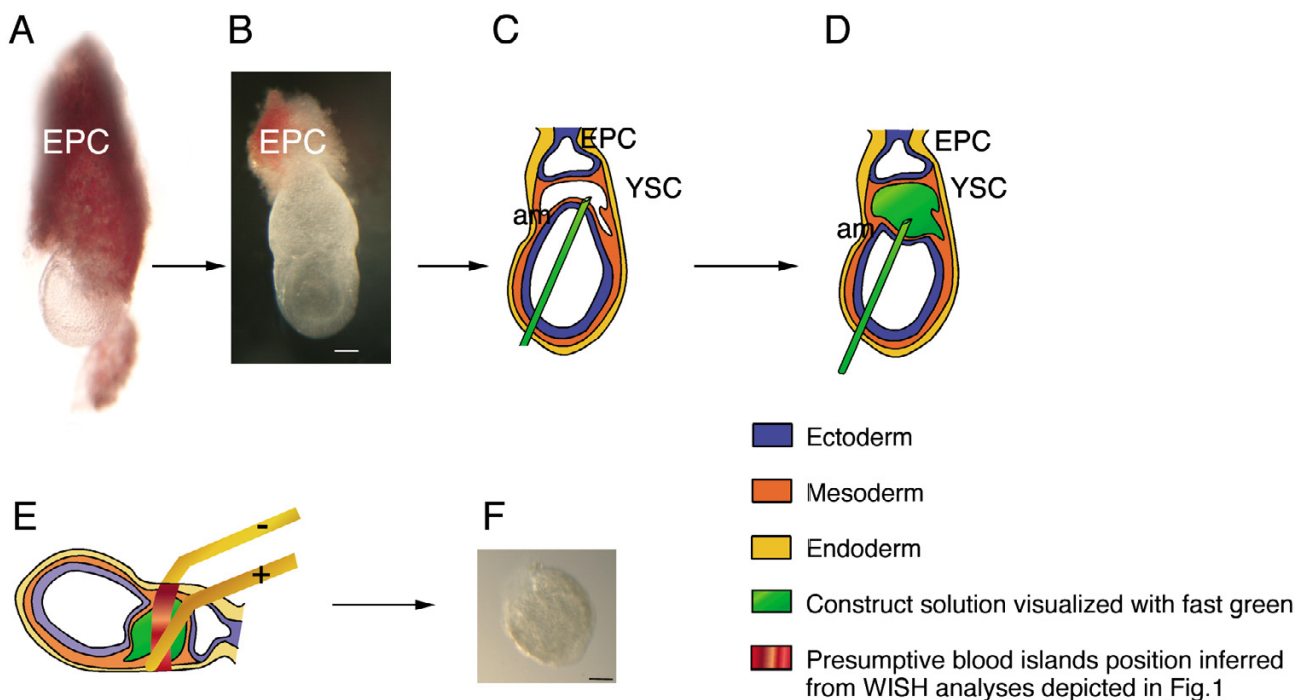 A
B
C
D
EPC
EPC
EPC
YSC
am
EPC
YSC
am
E
-
+
F
Ectoderm
Mesoderm
Endoderm
Construct solution visualized with fast green
Presumptive blood islands position inferred
from WISH analyses depicted in Fig.1